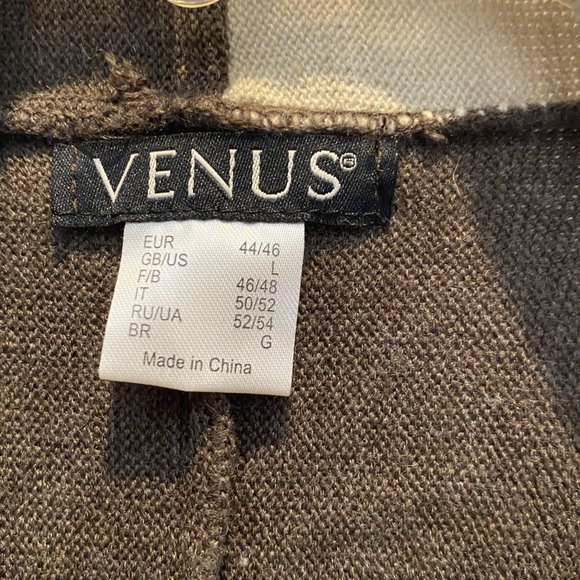 VENUS®
EUR 44/46
GB/US L
F/B 46/48
IT 50/52
RU/UA 52/54
BR G
Made in China